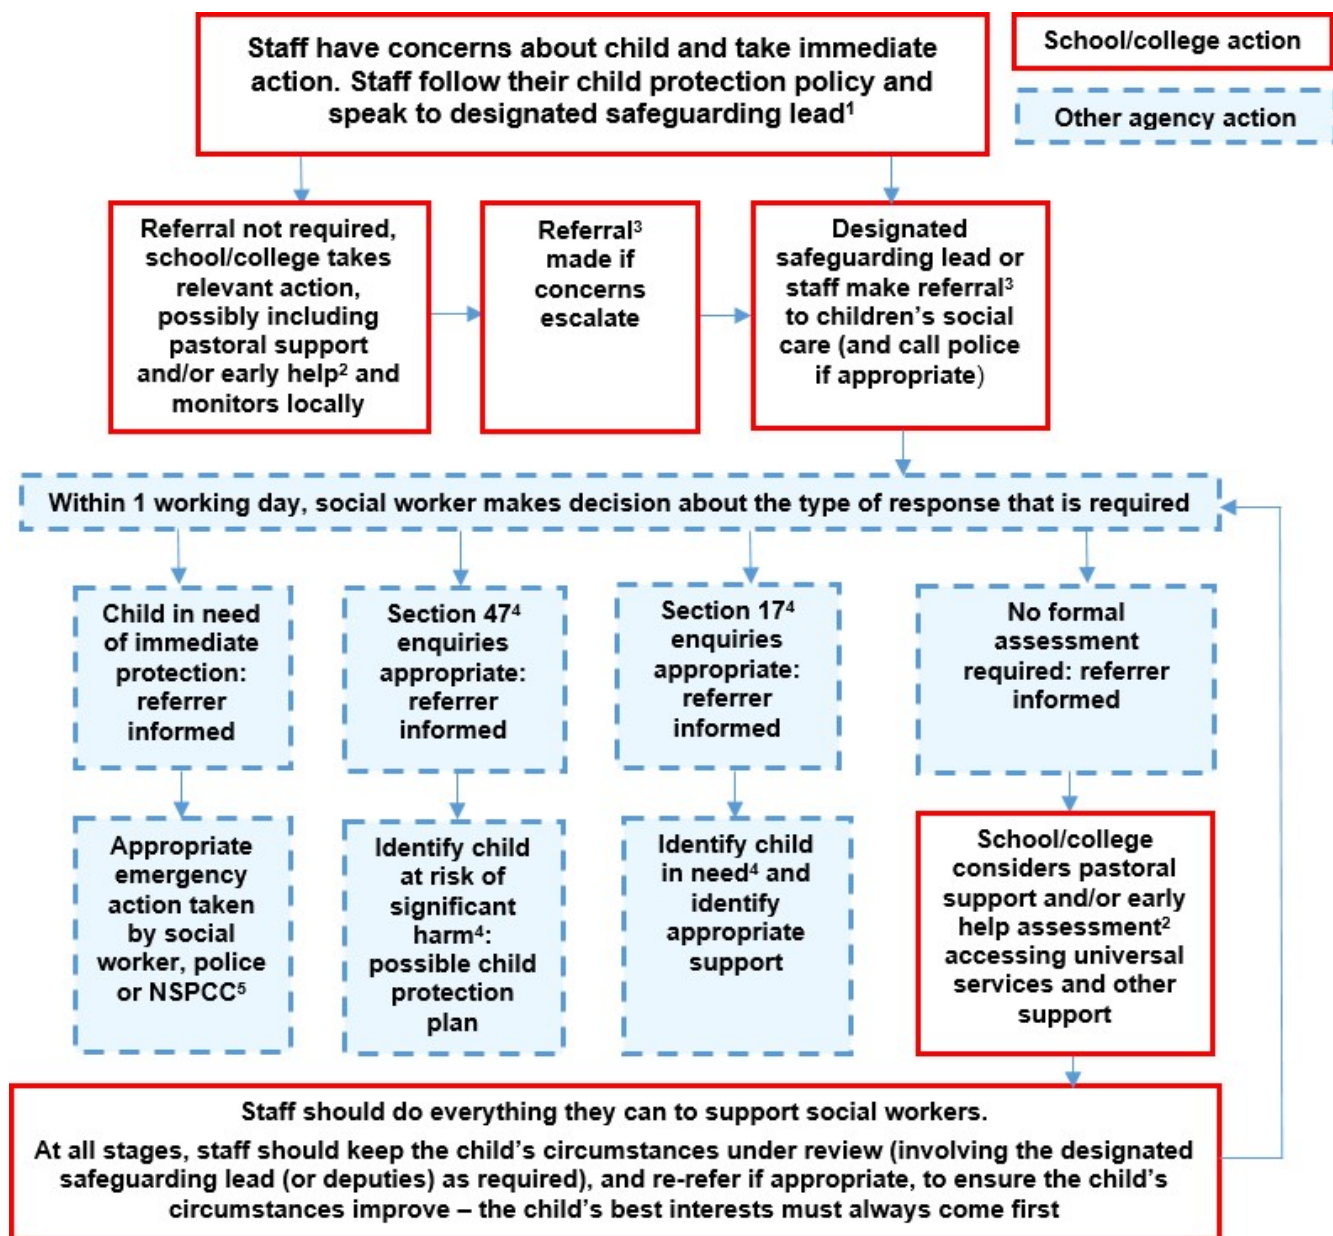 Staff have concerns about child and take immediate
action. Staff follow their child protection policy and
speak to designated safeguarding lead¹
School/college action
Other agency action
Referral not required,
school/college takes
relevant action,
possibly including
pastoral support
and/or early help² and
monitors locally
Referral³
made if
concerns
escalate
Designated
safeguarding lead or
staff make referral³
to children’s social
care (and call police
if appropriate)
Within 1 working day, social worker makes decision about the type of response that is required
Child in need
of immediate
protection:
referrer
informed
Section 47⁴
enquiries
appropriate:
referrer
informed
Section 17⁴
enquiries
appropriate:
referrer
informed
No formal
assessment
required: referrer
informed
Appropriate
emergency
action taken
by social
worker, police
or NSPCC⁵
Identify child
at risk of
significant
harm⁴:
possible child
protection
plan
Identify child
in need⁴ and
identify
appropriate
support
School/college
considers pastoral
support and/or early
help assessment²
accessing universal
services and other
support
Staff should do everything they can to support social workers.
At all stages, staff should keep the child’s circumstances under review (involving the designated
safeguarding lead (or deputies) as required), and re-refer if appropriate, to ensure the child’s
circumstances improve – the child’s best interests must always come first